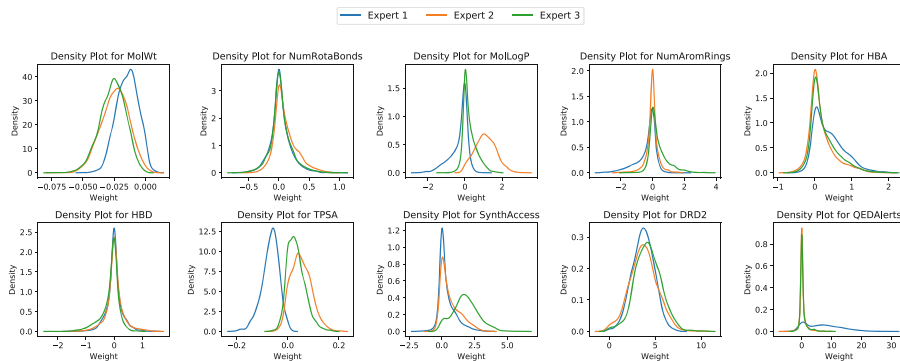 Expert 1 Expert 2 Expert 3
Density Plot for MolWt
Density
40
30
20
10
0
−0.075 −0.050 −0.025 0.000
Weight
Density Plot for NumRotaBonds
Density
3
2
1
0
−0.5 0.0 0.5 1.0
Weight
Density Plot for MolLogP
Density
2.0
1.5
1.0
0.5
0.0
−2 0 2
Weight
Density Plot for NumAromRings
Density
2.0
1.5
1.0
0.5
0.0
−2 0 2 4
Weight
Density Plot for HBA
Density
2.0
1.5
1.0
0.5
0.0
−1 0 1 2
Weight
Density Plot for HBD
Density
2.5
2.0
1.5
1.0
0.5
0.0
−2 −1 0 1
Weight
Density Plot for TPSA
Density
12.5
10.0
7.5
5.0
2.5
0.0
−0.2 0.0 0.2
Weight
Density Plot for SynthAccess
Density
1.2
1.0
0.8
0.6
0.4
0.2
0.0
−2.5 0.0 2.5 5.0
Weight
Density Plot for DRD2
Density
0.3
0.2
0.1
0.0
0 5 10
Weight
Density Plot for QEDAlerts
Density
0.8
0.6
0.4
0.2
0.0
0 10 20 30
Weight